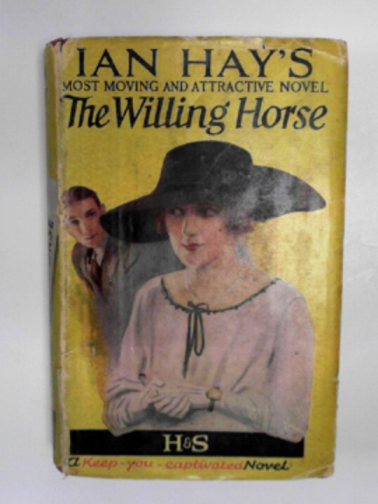 IAN HAY'S
MOST MOVING AND ATTRACTIVE NOVEL
The Willing Horse
H&S
A Keep-you-captivated Novel